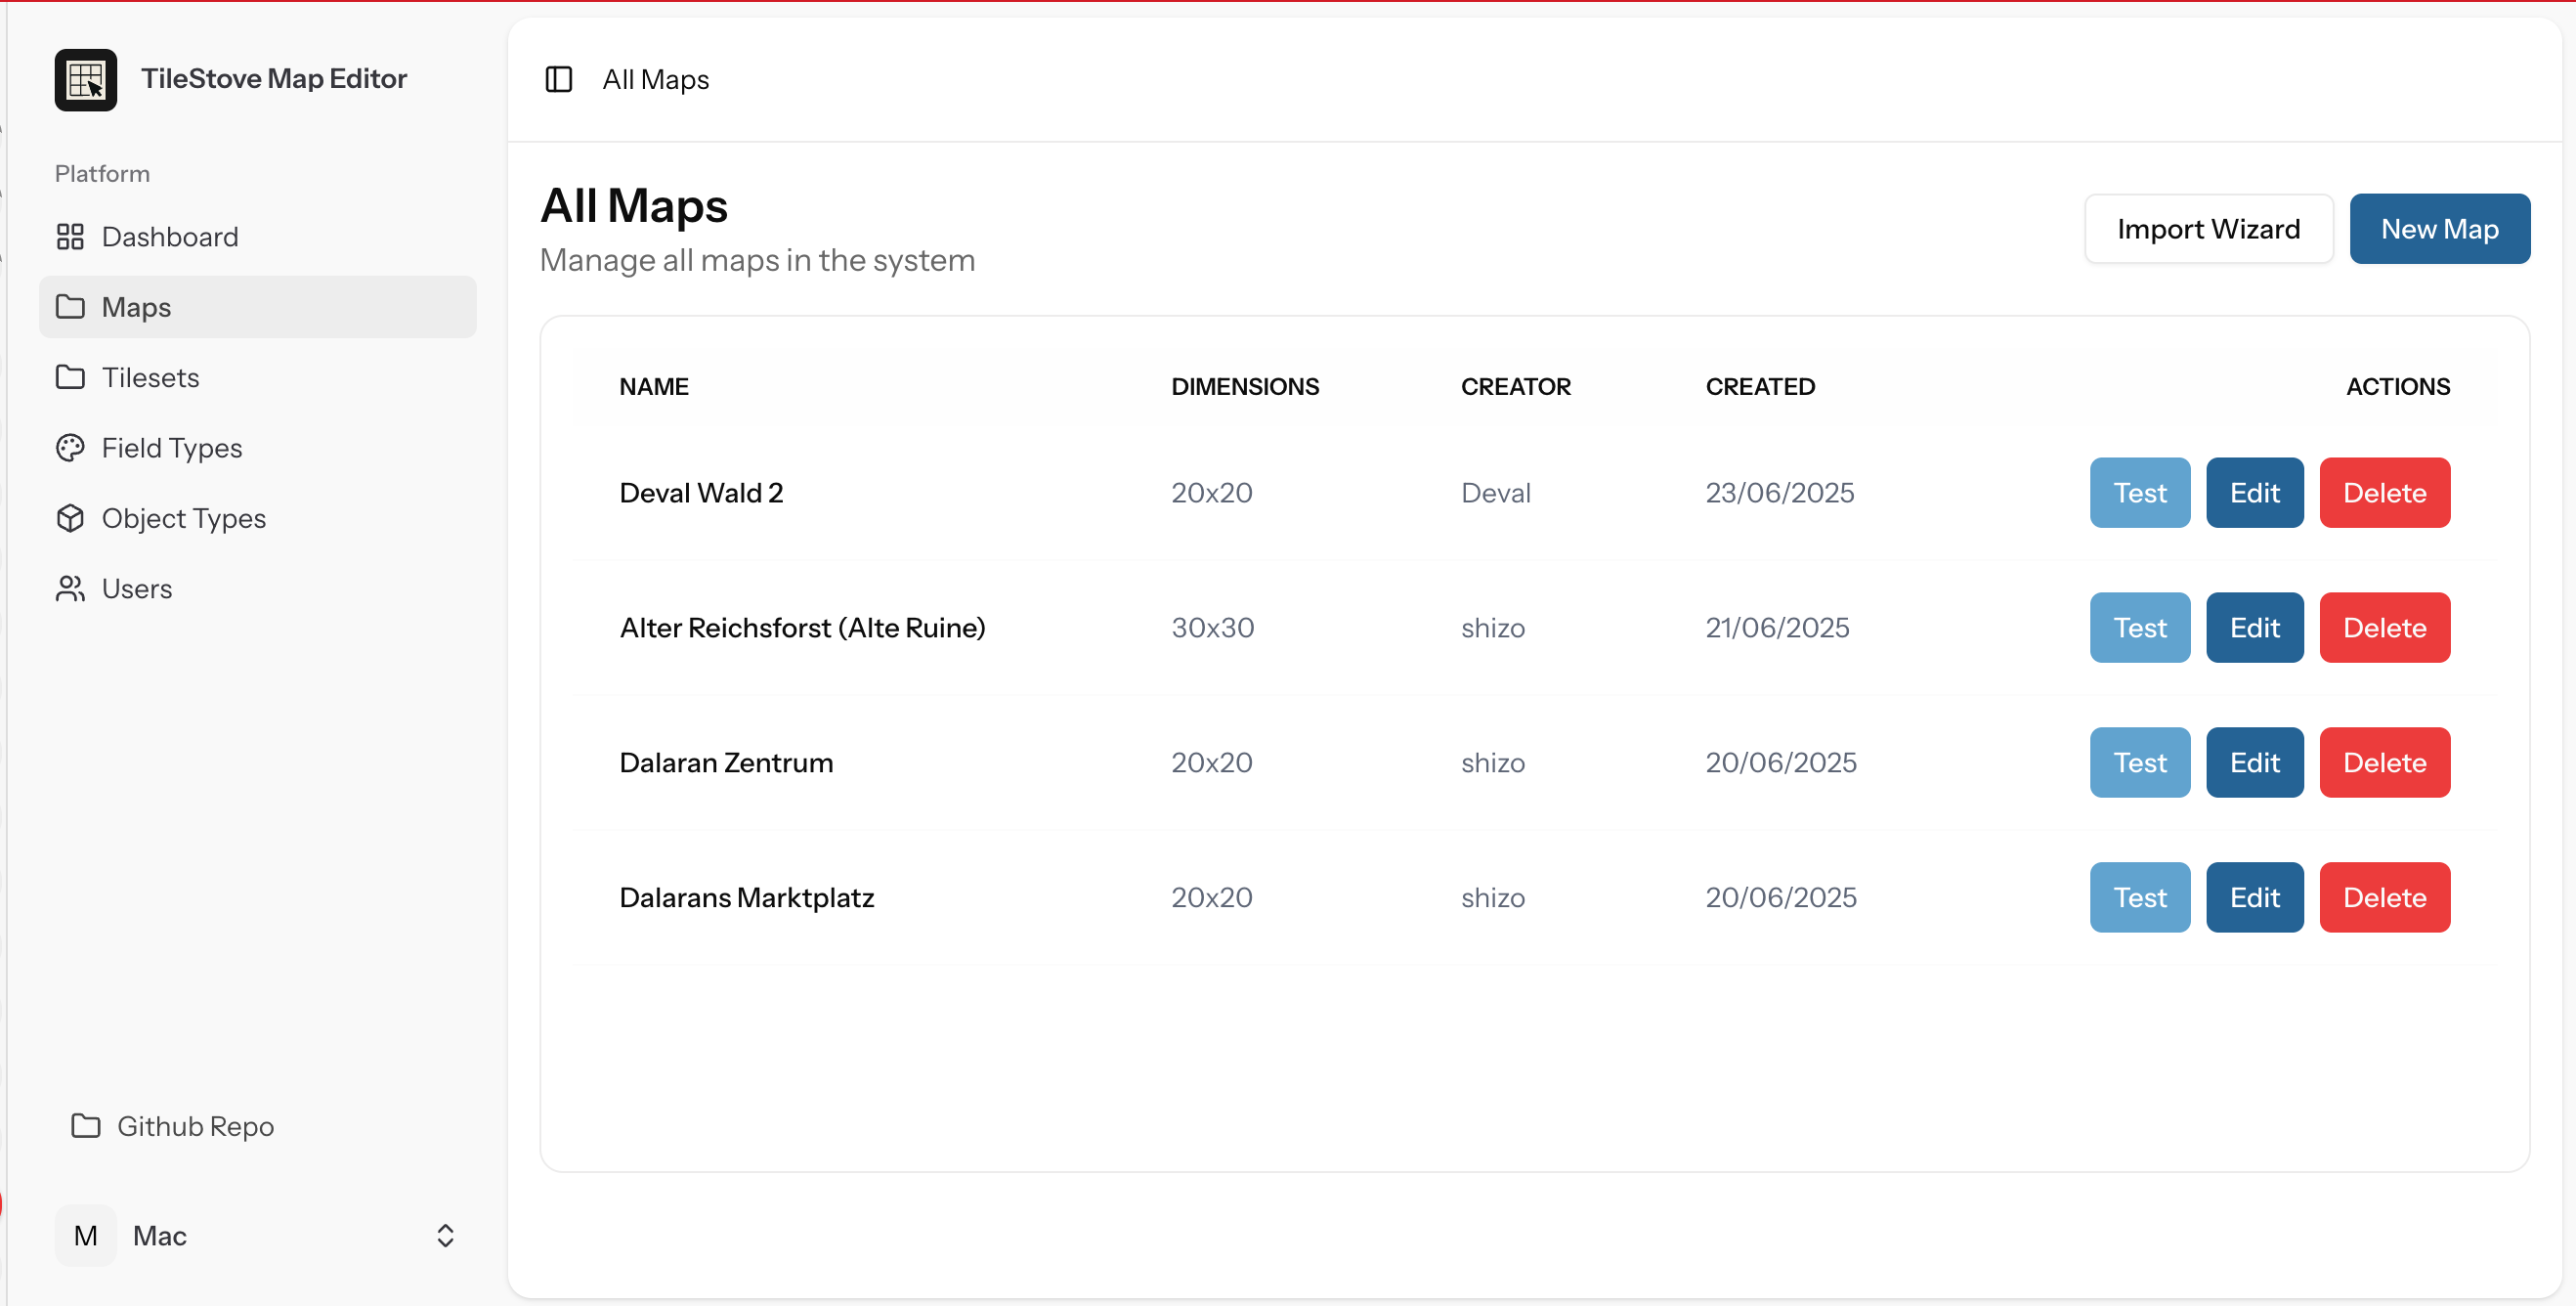 TileStove Map Editor
Platform
Dashboard
Maps
Tilesets
Field Types
Object Types
Users
Github Repo
M Mac
All Maps
All Maps
Manage all maps in the system
Import Wizard New Map
NAME DIMENSIONS CREATOR CREATED ACTIONS
Deval Wald 2 20x20 Deval 23/06/2025 Test Edit Delete
Alter Reichsforst (Alte Ruine) 30x30 shizo 21/06/2025 Test Edit Delete
Dalaran Zentrum 20x20 shizo 20/06/2025 Test Edit Delete
Dalarans Marktplatz 20x20 shizo 20/06/2025 Test Edit Delete